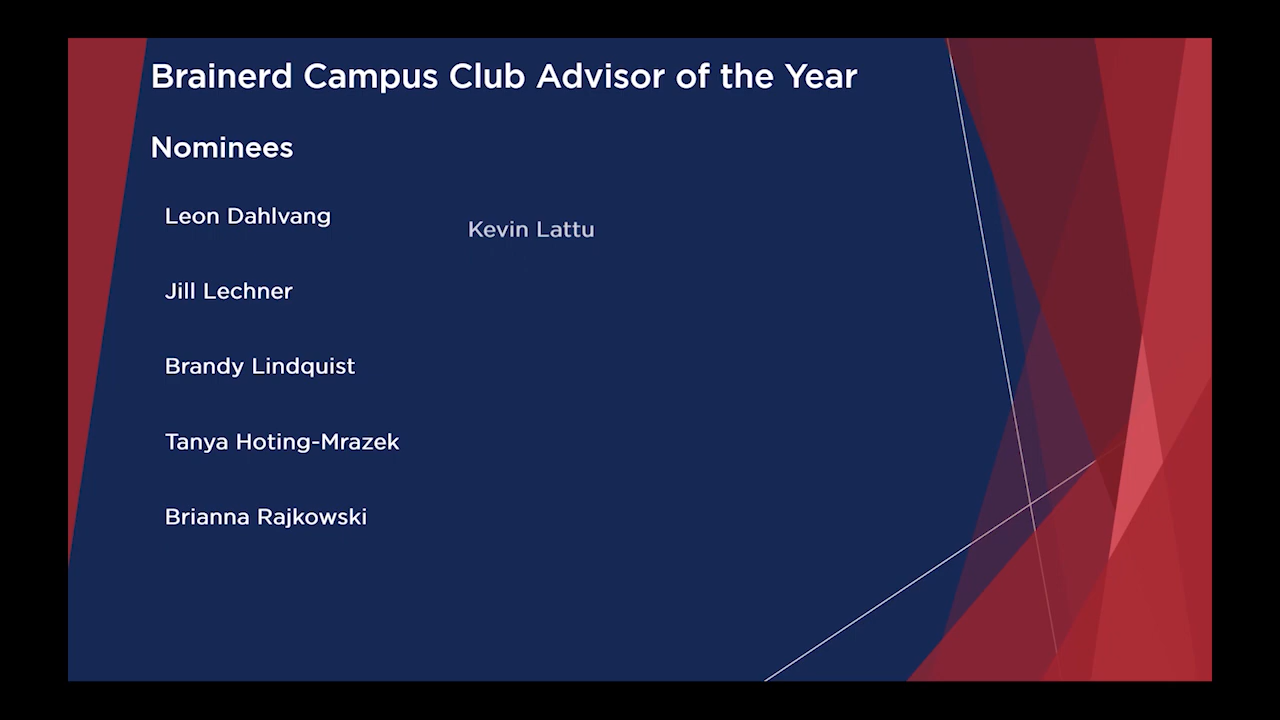 Brainerd Campus Club Advisor of the Year
Nominees
Leon Dahlvang
Jill Lechner
Brandy Lindquist
Tanya Hoting-Mrazek
Brianna Rajkowski
Kevin Lattu